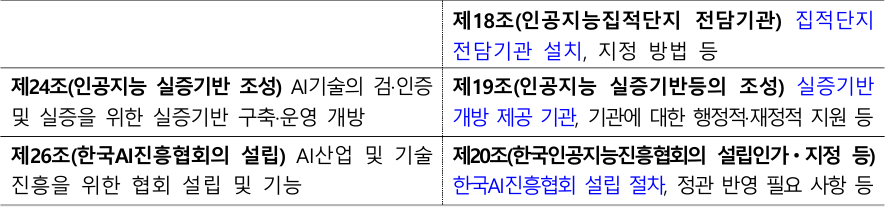 제18조(인공지능집적단지 전담기관) 집적단지
전담기관 설치, 지정 방법 등
제24조(인공지능 실증기반 조성) AI기술의 검·인증
및 실증을 위한 실증기반 구축·운영 개방
제19조(인공지능 실증기반등의 조성) 실증기반
개방 제공 기관, 기관에 대한 행정적·재정적 지원 등
제26조(한국AI진흥협회의 설립) AI산업 및 기술
진흥을 위한 협회 설립 및 기능
제20조(한국인공지능진흥협회의 설립인가·지정 등)
한국AI진흥협회 설립 절차, 정관 반영 필요 사항 등